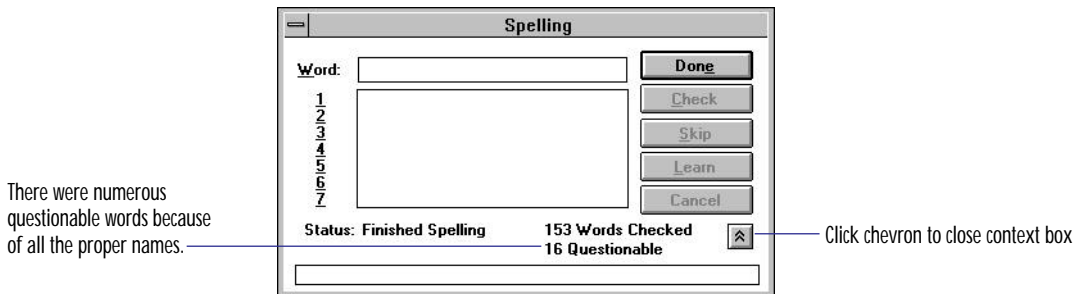 Spelling
Word:
Done
1
2
3
4
5
6
7
Check
Skip
Learn
Cancel
There were numerous
questionable words because
of all the proper names.
Status: Finished Spelling
153 Words Checked
16 Questionable
Click chevron to close context box